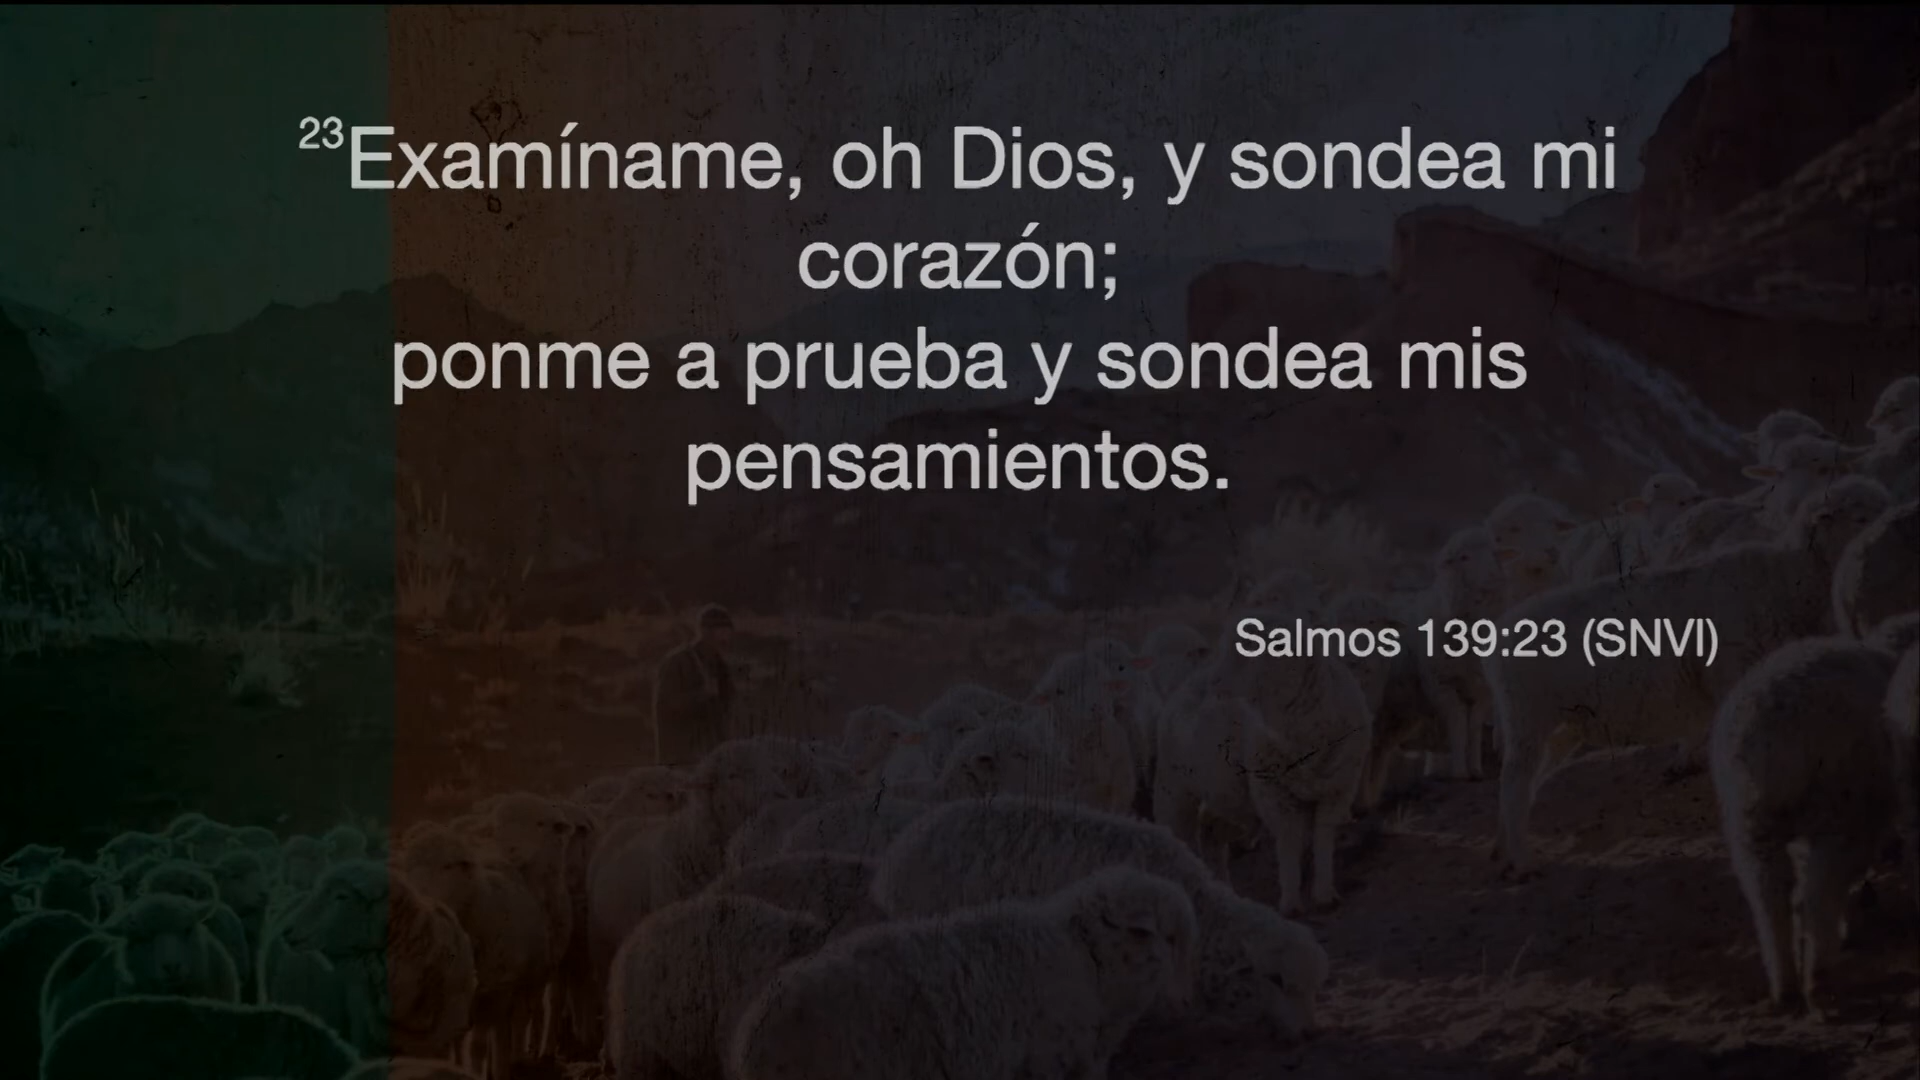 23Examíname, oh Dios, y sondea mi
corazón;
ponme a prueba y sondea mis
pensamientos.
Salmos 139:23 (SNVI)